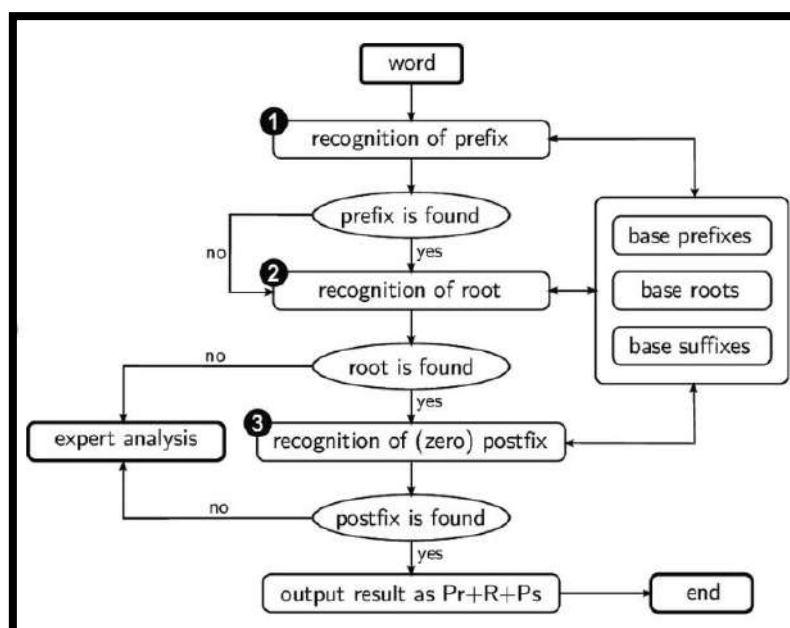 word
1
recognition of prefix
prefix is found
no
yes
2
recognition of root
base prefixes
base roots
base suffixes
root is found
no
yes
expert analysis
3
recognition of (zero) postfix
postfix is found
no
yes
output result as Pr+R+Ps
end